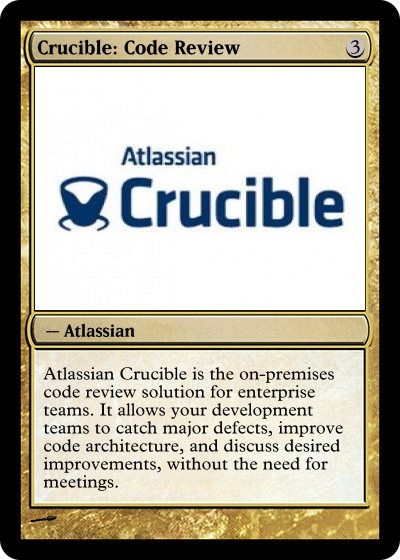 Crucible: Code Review 3
Atlassian
Crucible
— Atlassian
Atlassian Crucible is the on-premises
code review solution for enterprise
teams. It allows your development
teams to catch major defects, improve
code architecture, and discuss desired
improvements, without the need for
meetings.